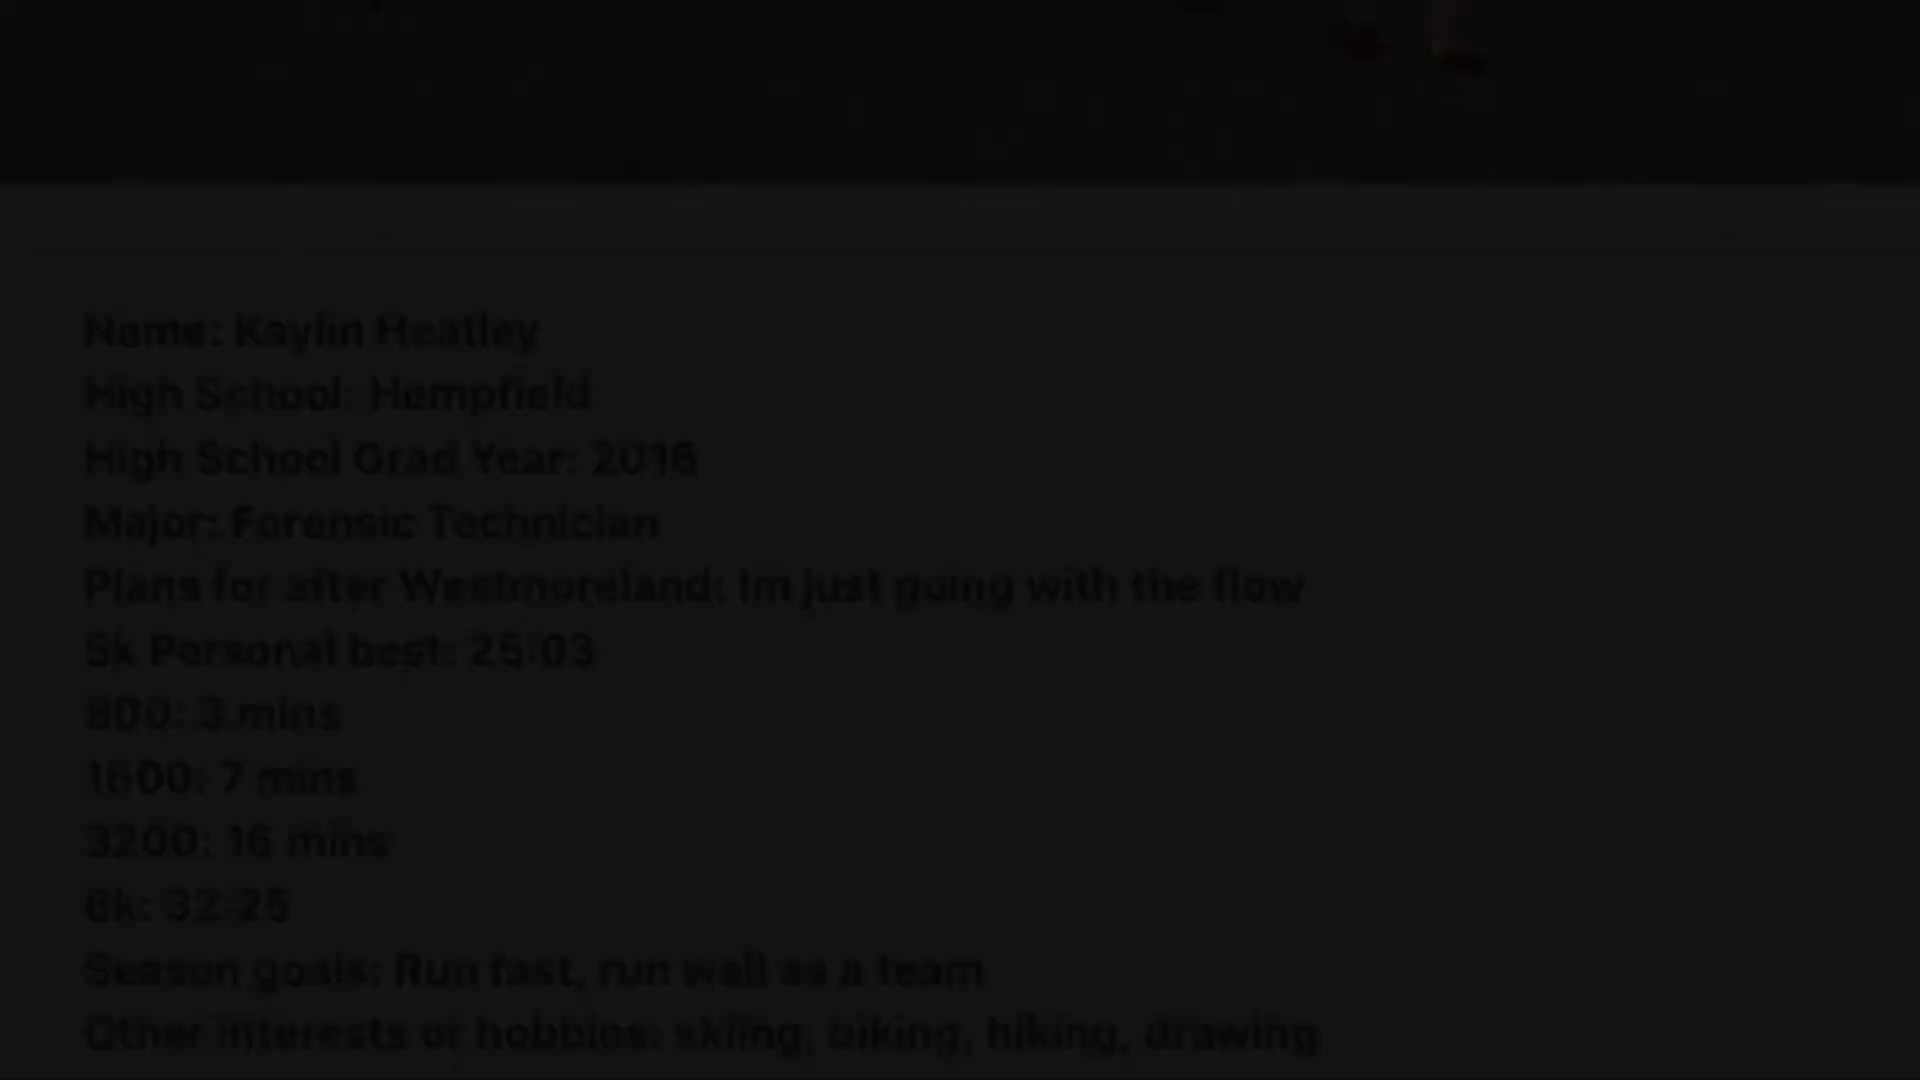 Name: Kaylin Heatley
High School: Hempfield
High School Grad Year: 2016
Major: Forensic Technician
Plans for after Westmoreland: Im just going with the flow
5k Personal best: 25:03
800: 3 mins
1600: 7 mins
3200: 16 mins
6k: 32:25
Season goals: Run fast, run well as a team
Other interests or hobbies: skiing, biking, hiking, drawing